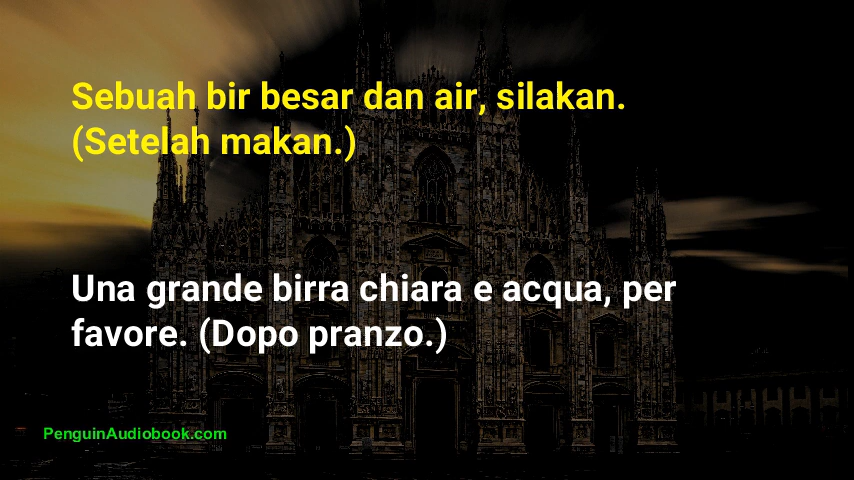 Sebuah bir besar dan air, silakan.
(Setelah makan.)
Una grande birra chiara e acqua, per
favore. (Dopo pranzo.)
PenguinAudiobook.com